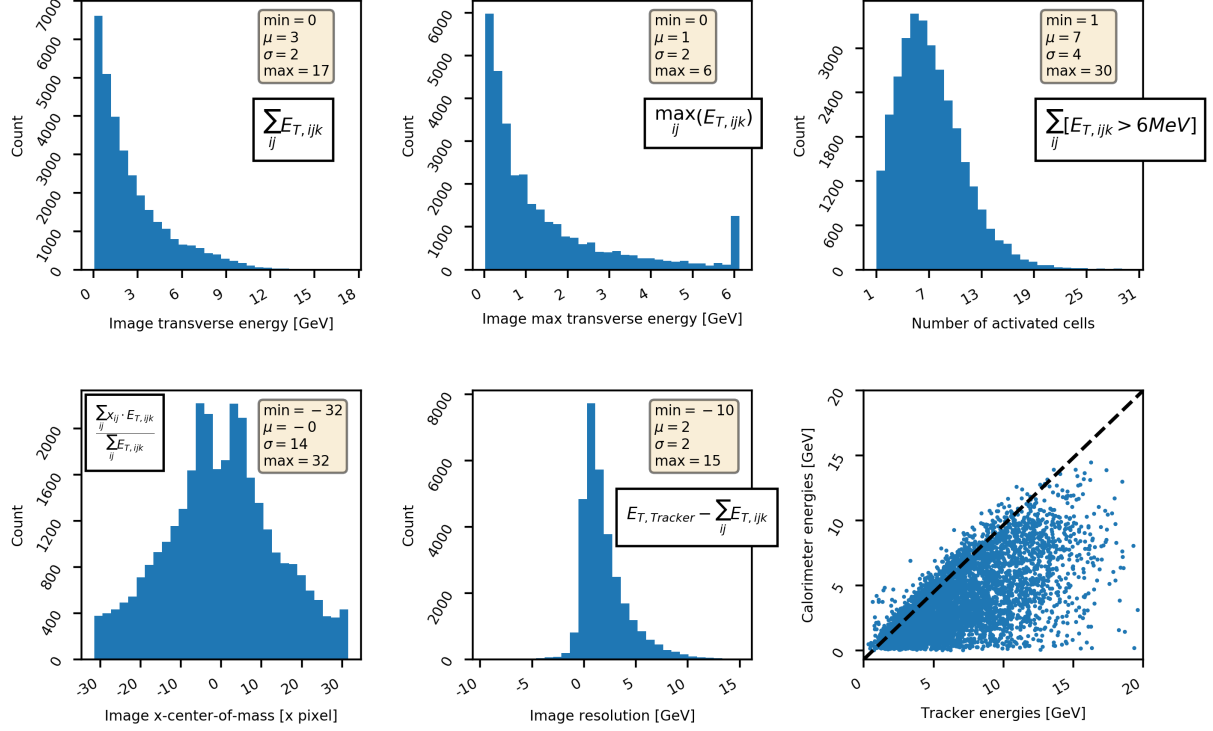 7000
6000
5000
4000
3000
2000
1000
0
Count
min = 0
μ = 3
σ = 2
max = 17
∑ij E_T, ijk
0 3 6 9 12 15 18
Image transverse energy [GeV]
6000
5000
4000
3000
2000
1000
0
Count
min = 0
μ = 1
σ = 2
max = 6
max ij (E_T, ijk)
0 1 2 3 4 5 6
Image max transverse energy [GeV]
3000
2400
1800
1200
600
0
Count
min = 1
μ = 7
σ = 4
max = 30
∑ij [E_T, ijk > 6MeV]
1 7 13 19 25 31
Number of activated cells
2000
1600
1200
800
400
0
Count
∑ij x_ij · E_T, ijk
∑ij E_T, ijk
min = −32
μ = −0
σ = 14
max = 32
-30 -20 -10 0 10 20 30
Image x-center-of-mass [x pixel]
8000
6000
4000
2000
0
Count
min = −10
μ = 2
σ = 2
max = 15
E_T, Tracker − ∑ij E_T, ijk
-10 -5 0 5 10 15
Image resolution [GeV]
20
15
10
5
0
Calorimeter energies [GeV]
0 5 10 15 20
Tracker energies [GeV]